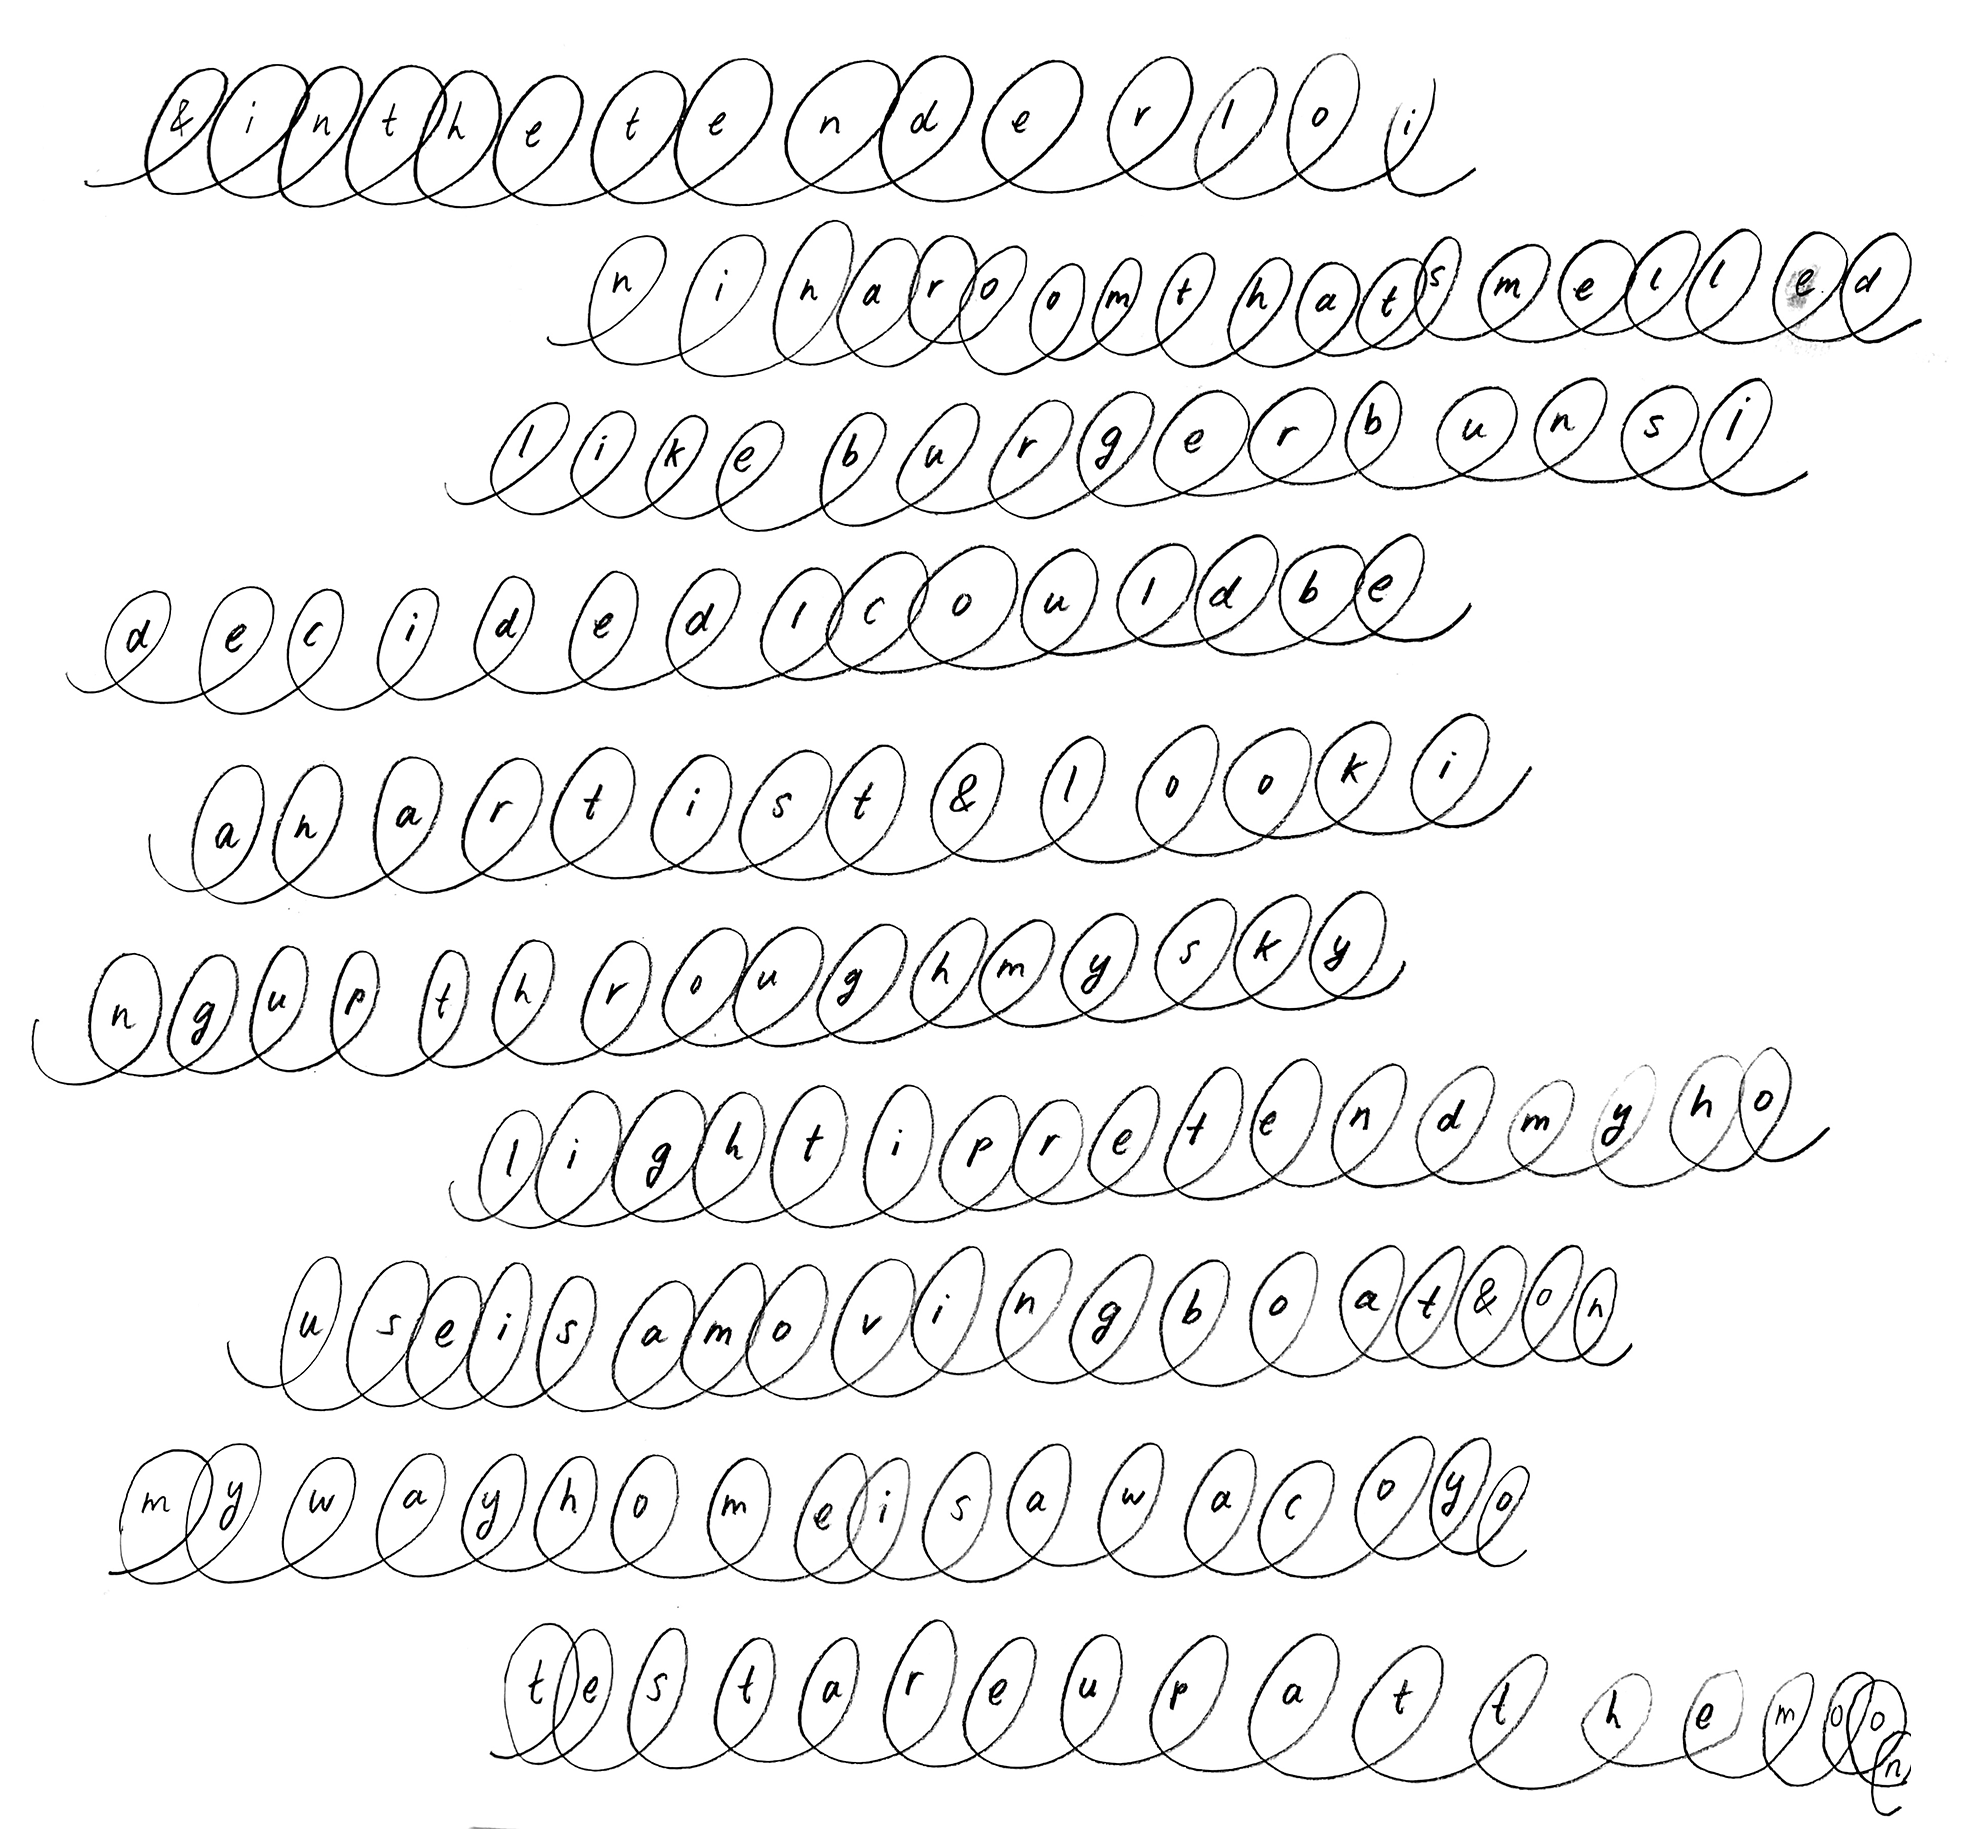 &inthetenderloi
ninaroomthatsmelled
likeburgerbunsi
decidedIcouldbe
anartist&looki
ngupthroughmysky
lightipretendmyho
useisamovingboat&on
mywayhomeisawacoyo
testareupatthemoon